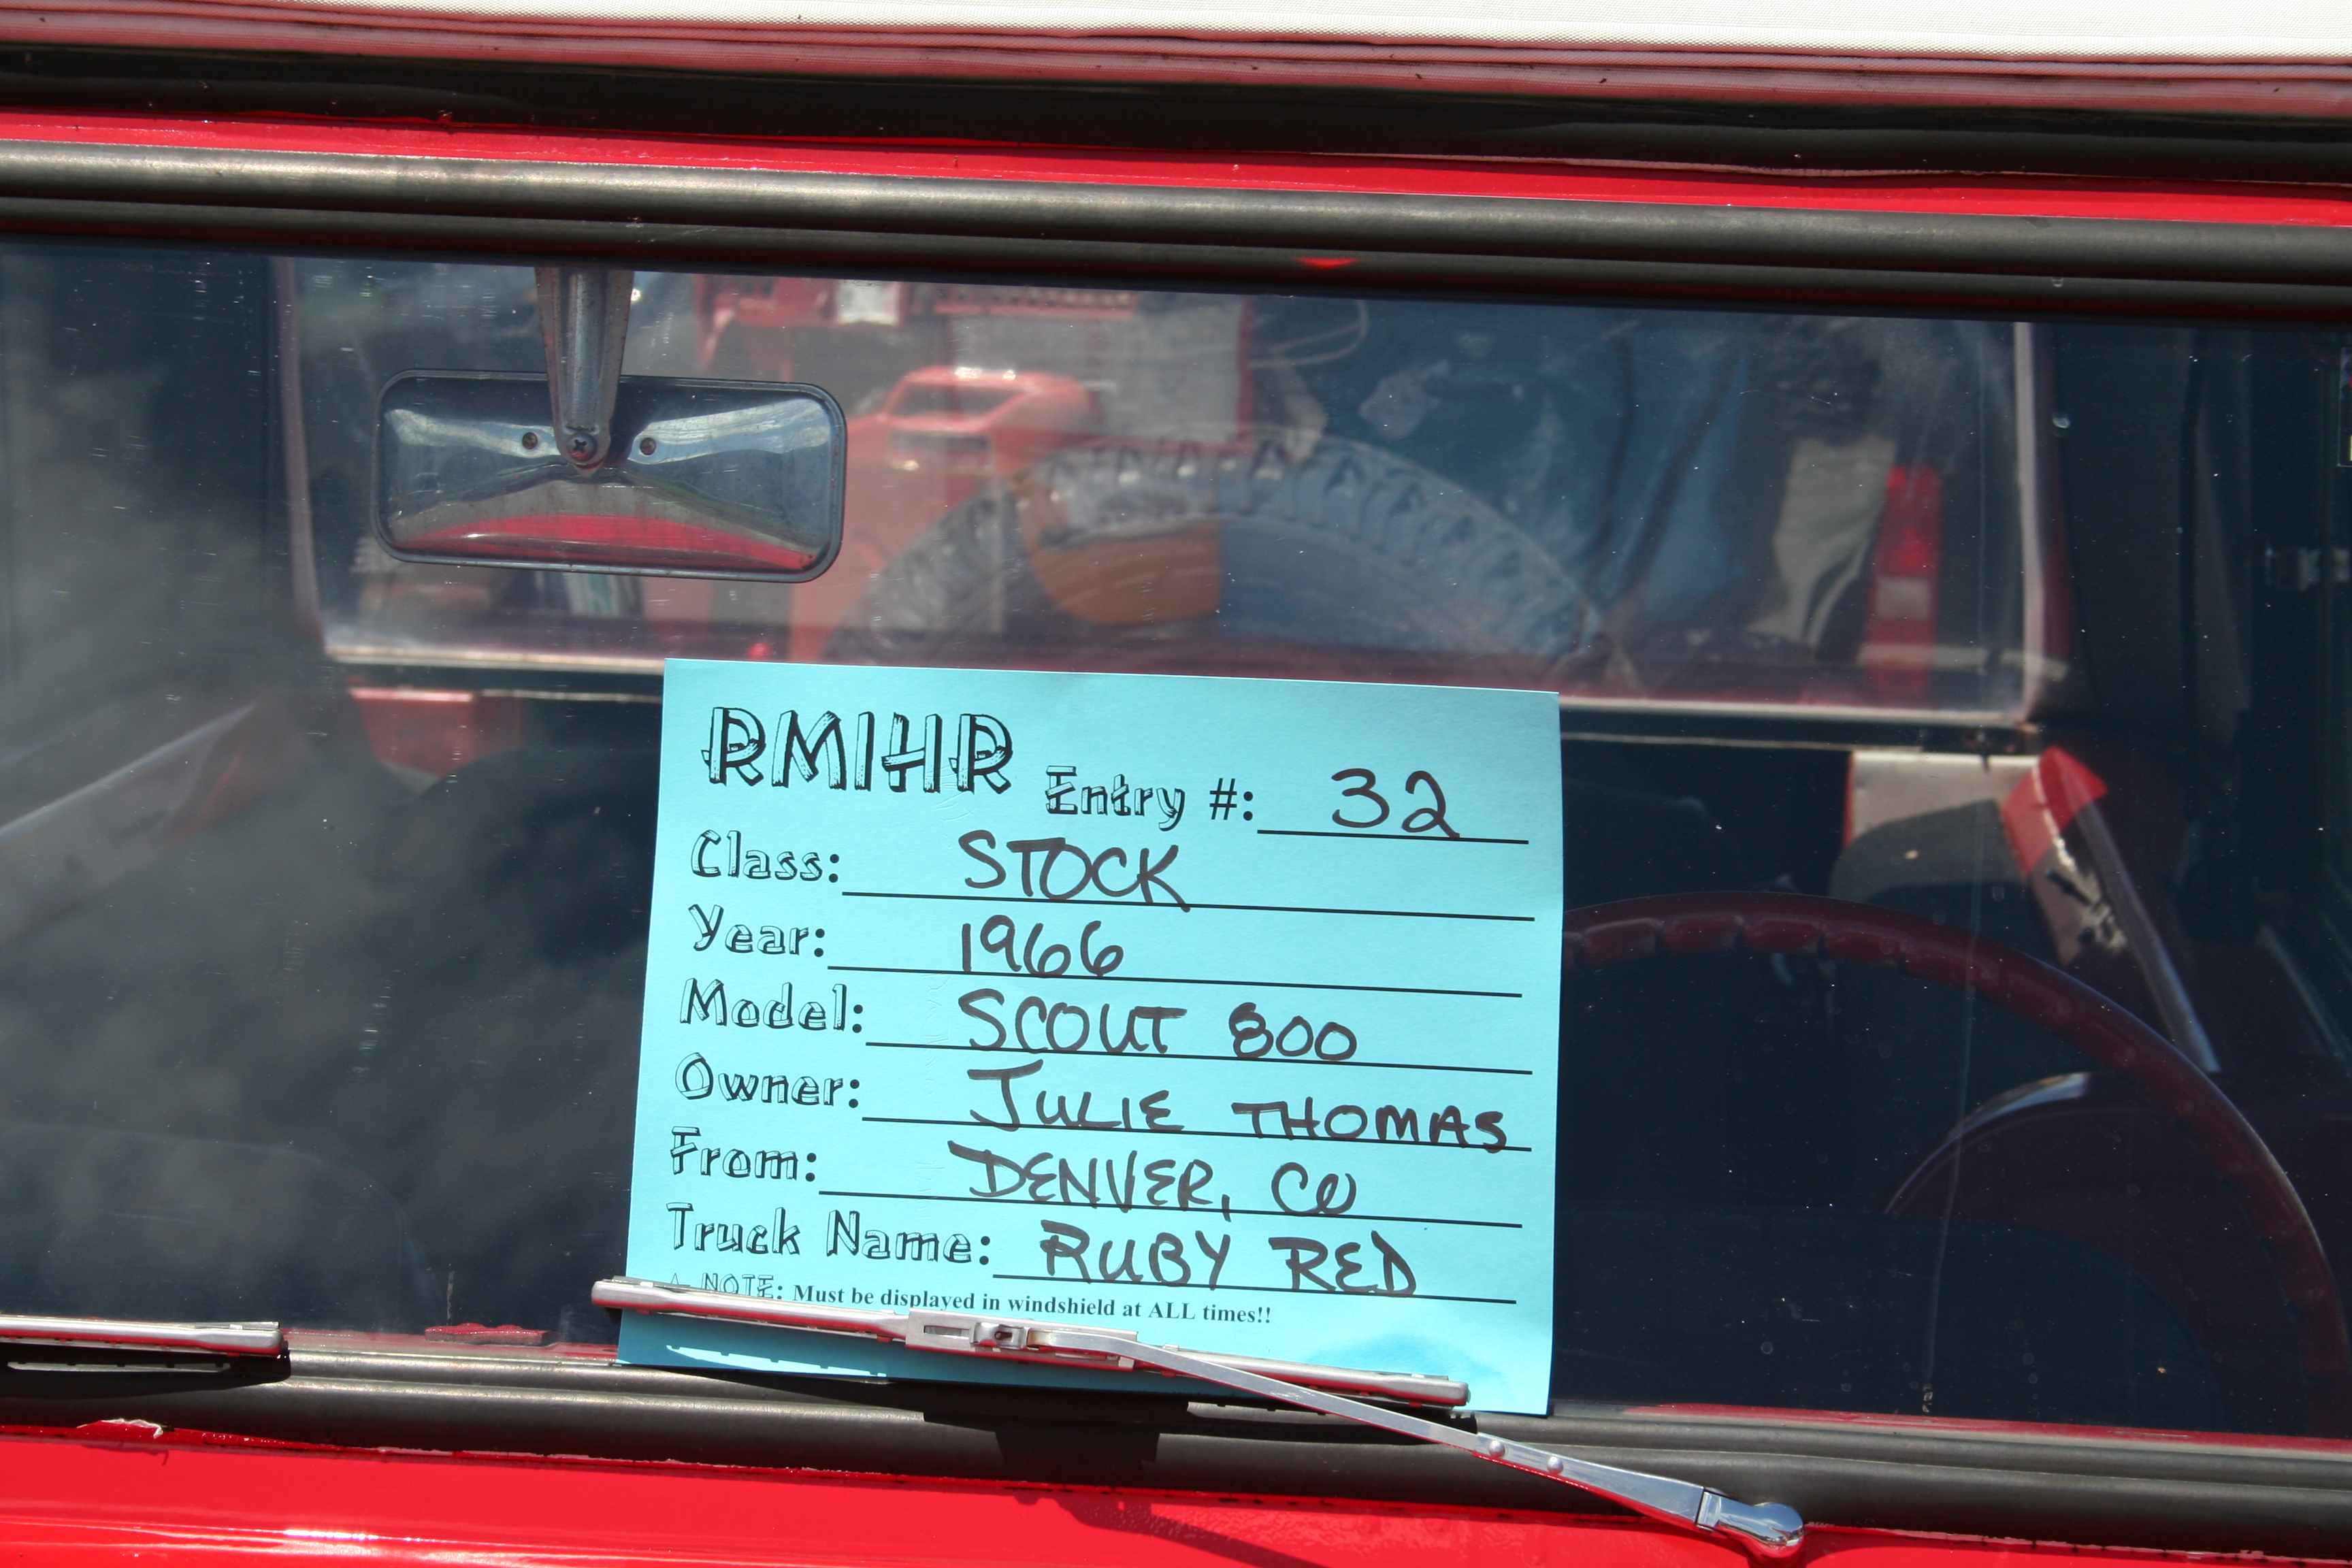 RMIHR Entry #: 32
Class: STOCK
Year: 1966
Model: SCOUT 800
Owner: JULIE THOMAS
From: DENVER, CO
Truck Name: RUBY RED
NOTE: Must be displayed in windshield at ALL times!!